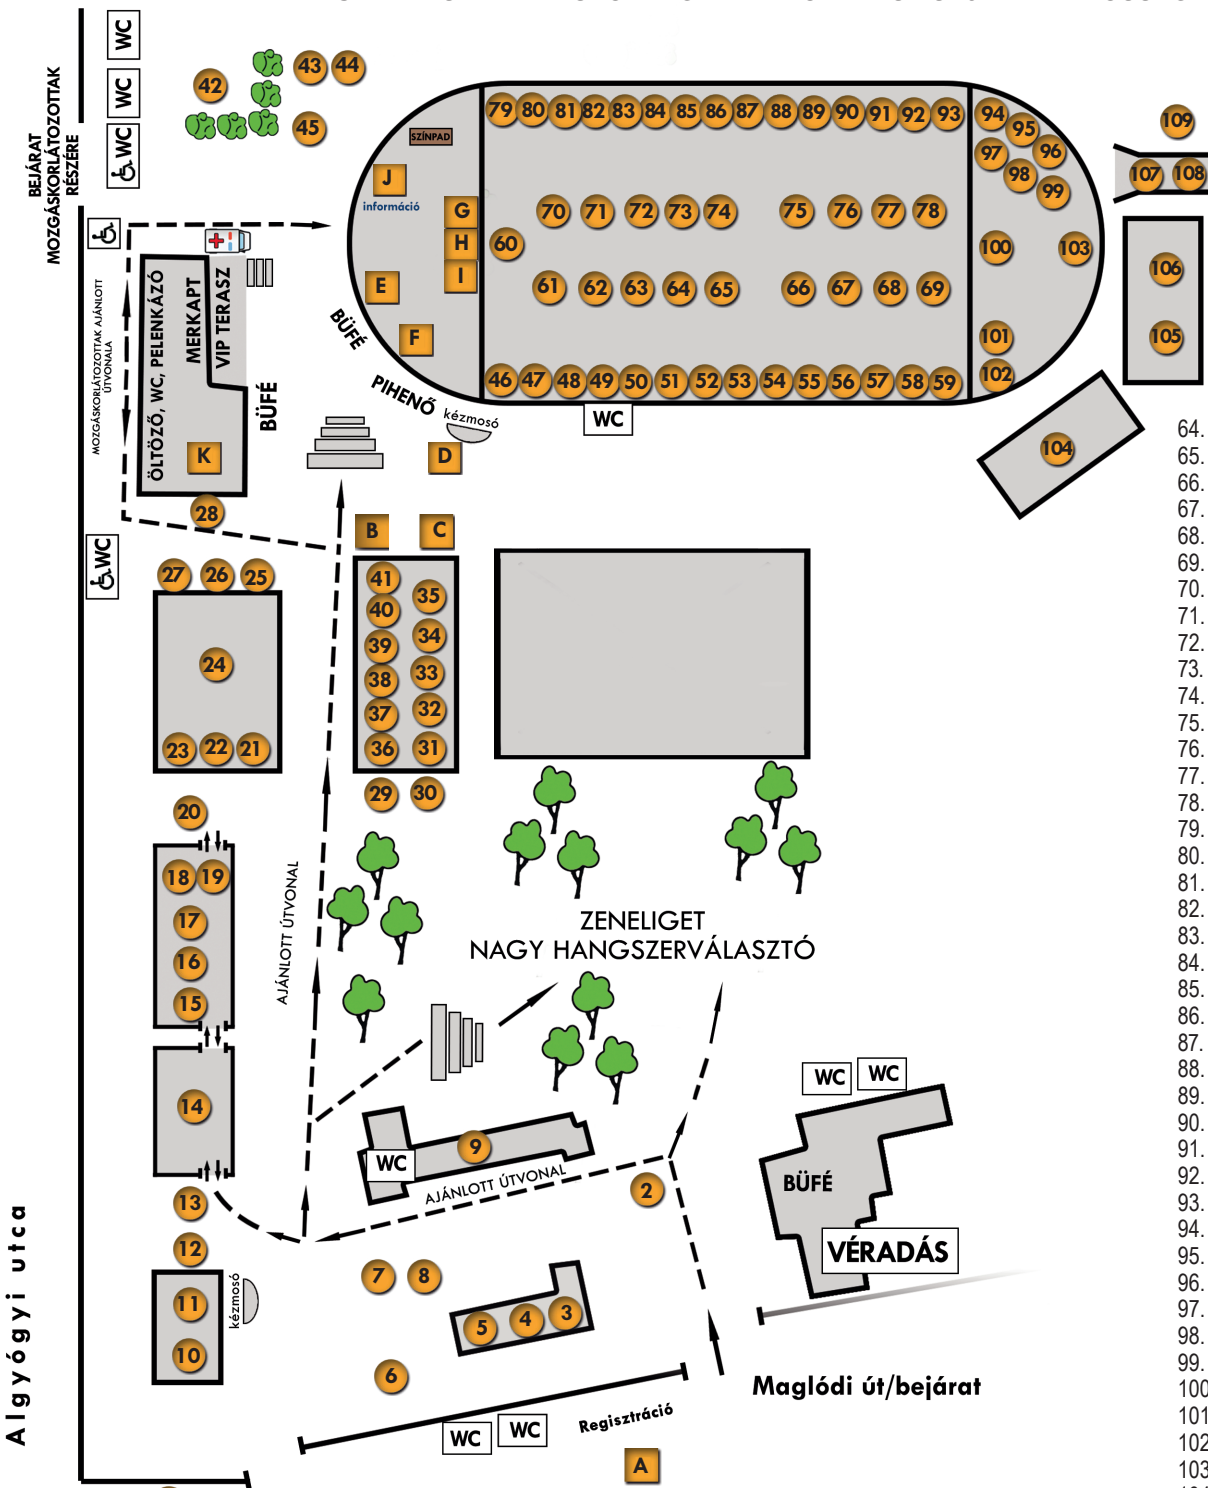 WC
WC
WC
BEJÁRAT
MOZGÁSKORLÁTOZOTTAK
RÉSZÉRE
42
43
44
45
SZÍNPAD
J
információ
G
H
I
E
F
79 80 81 82 83 84 85 86 87 88 89 90 91 92 93
94
95
96
97
98
99
109
107 108
70 71 72 73 74 75 76 77 78
60
100
103
61 62 63 64 65 66 67 68 69
106
105
101
102
46 47 48 49 50 51 52 53 54 55 56 57 58 59
WC
104
MOZGÁSKORLÁTOZOTTAK AJÁNLOTT
ÚTVONALA
ÖLTÖZŐ, WC, PELENKÁZÓ
MERKAPT
VIP TERASZ
BÜFÉ
K
28
BÜFÉ
PIHENŐ
kézmosó
D
B
C
WC
27 26 25
24
23 22 21
41
40
39
38
37
36
35
34
33
32
31
29 30
20
18 19
17
16
15
14
13
12
11
10
kézmosó
AJÁNLOTT ÚTVONAL
ZENELIGET
NAGY HANGSZERVÁLASZTÓ
WC
9
AJÁNLOTT ÚTVONAL
2
WC WC
BÜFÉ
VÉRADÁS
7 8
5 4 3
6
Maglódi út/bejárat
Regisztráció
WC WC
A
Algyógyi utca
64.
65.
66.
67.
68.
69.
70.
71.
72.
73.
74.
75.
76.
77.
78.
79.
80.
81.
82.
83.
84.
85.
86.
87.
88.
89.
90.
91.
92.
93.
94.
95.
96.
97.
98.
99.
100
101
102
103